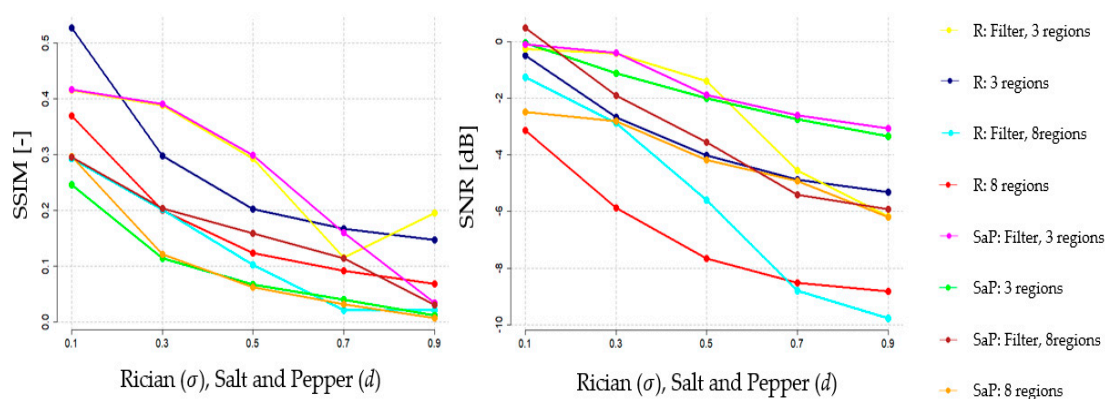 SSIM [-]
0.5
0.4
0.3
0.2
0.1
0.0
0.1 0.3 0.5 0.7 0.9
Rician (σ), Salt and Pepper (d)
SNR [dB]
0
-2
-4
-6
-8
-10
0.1 0.3 0.5 0.7 0.9
Rician (σ), Salt and Pepper (d)
R: Filter, 3 regions
R: 3 regions
R: Filter, 8regions
R: 8 regions
SaP: Filter, 3 regions
SaP: 3 regions
SaP: Filter, 8regions
SaP: 8 regions